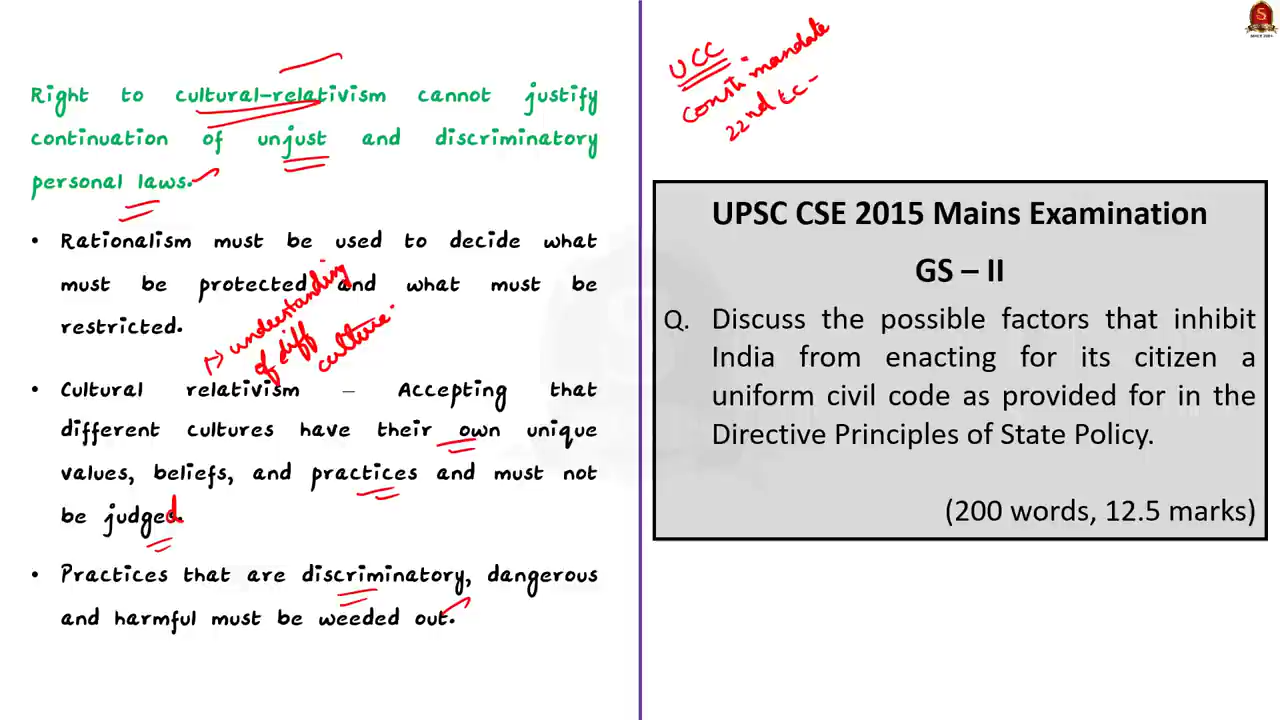 Right to cultural-relativism cannot justify
continuation of unjust and discriminatory
personal laws.
• Rationalism must be used to decide what
must be protected and what must be
restricted.
↳ understanding
of diff
culture
• Cultural relativism – Accepting that
different cultures have their own unique
values, beliefs, and practices and must not
be judged.
• Practices that are discriminatory, dangerous
and harmful must be weeded out.
UCC
consti. mandate
22nd LC -
UPSC CSE 2015 Mains Examination
GS – II
Q. Discuss the possible factors that inhibit
India from enacting for its citizen a
uniform civil code as provided for in the
Directive Principles of State Policy.
(200 words, 12.5 marks)